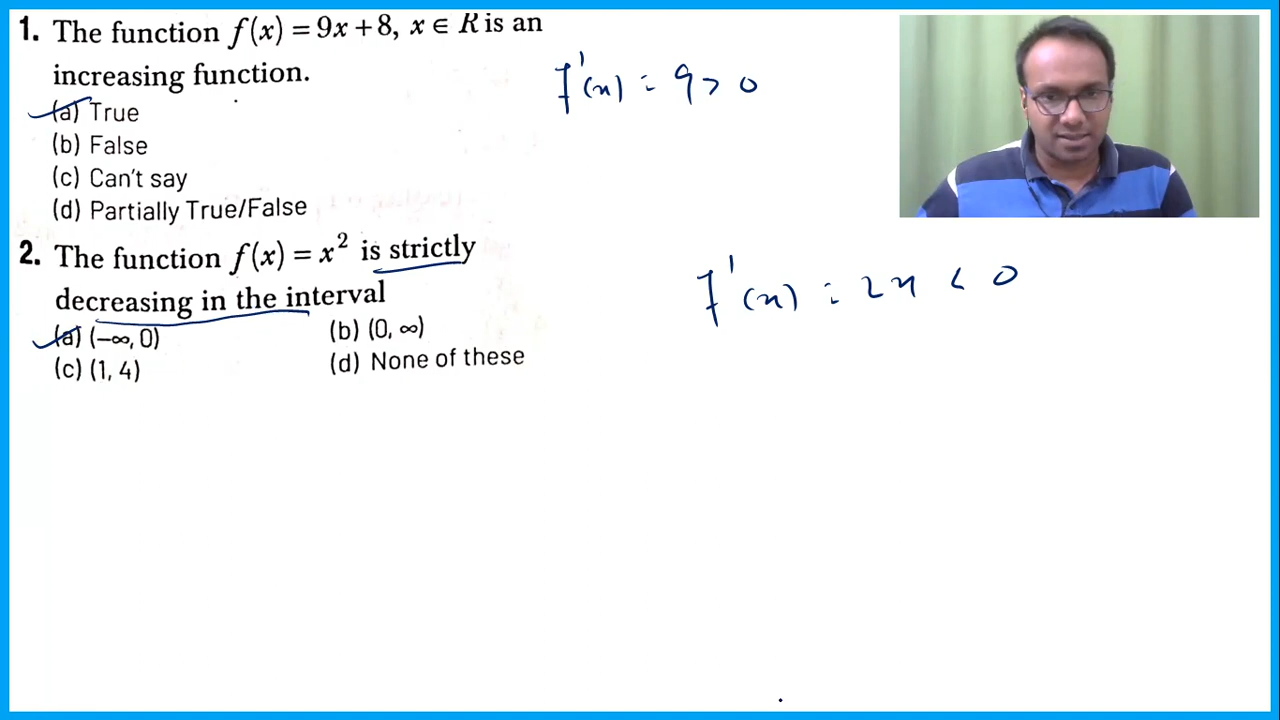 1. The function f(x) = 9x + 8, x ∈ R is an
increasing function.
f'(x) = 9 > 0
(a) True
(b) False
(c) Can't say
(d) Partially True/False
2. The function f(x) = x² is strictly
decreasing in the interval
f'(x) = 2x < 0
(a) (−∞, 0) (b) (0, ∞)
(c) (1, 4) (d) None of these